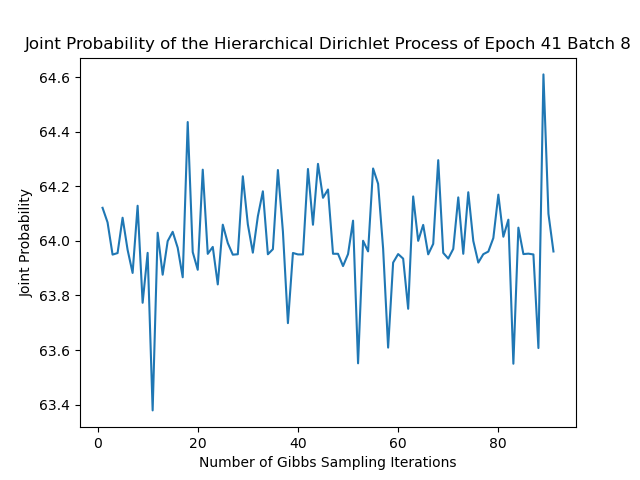 Joint Probability of the Hierarchical Dirichlet Process of Epoch 41 Batch 8
64.6
64.4
64.2
64.0
63.8
63.6
63.4
Joint Probability
0 20 40 60 80
Number of Gibbs Sampling Iterations